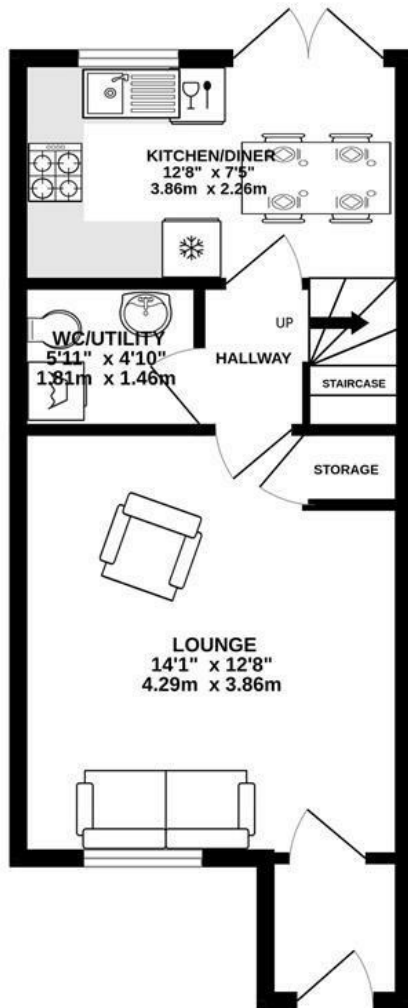 KITCHEN/DINER
12'8" x 7'5"
3.86m x 2.26m
WC/UTILITY
5'11" x 4'10"
1.81m x 1.46m
UP
HALLWAY
STAIRCASE
STORAGE
LOUNGE
14'1" x 12'8"
4.29m x 3.86m